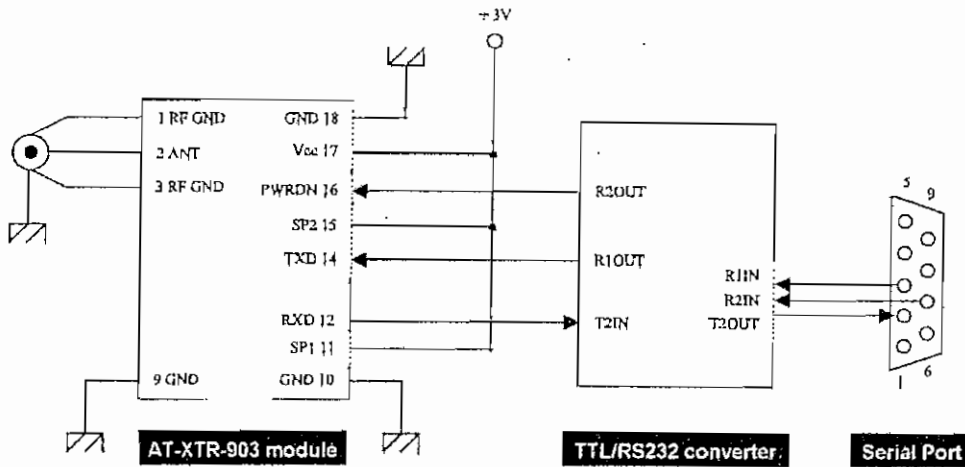 +3V
1 RF GND
GND 18
2 ANT
Vcc 17
3 RF GND
PWRDN 16
SP2 15
TXD 14
RXD 12
SP1 11
9 GND
GND 10
R2OUT
R1OUT
T2IN
R1IN
R2IN
T2OUT
5
9
1
6
AT-XTR-903 module
TTL/RS232 converter
Serial Port